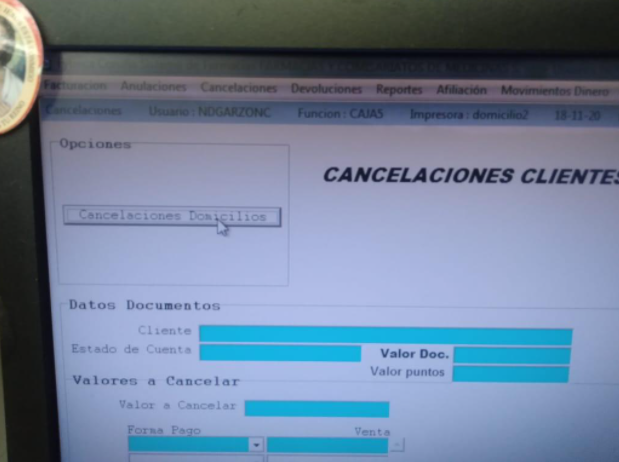 Facturacion Anulaciones Cancelaciones Devoluciones Reportes Afiliación Movimientos Dinero
Cancelaciones Usuario : NDGARZONC Funcion : CAJA5 Impresora : domicilio2 18-11-20
Opciones
CANCELACIONES CLIENTES
Cancelaciones Domicilios
Datos Documentos
Cliente
Estado de Cuenta Valor Doc.
Valor puntos
Valores a Cancelar
Valor a Cancelar
Forma Pago Venta